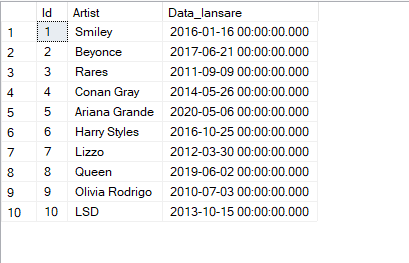 Id Artist Data_lansare
1 1 Smiley 2016-01-16 00:00:00.000
2 2 Beyonce 2017-06-21 00:00:00.000
3 3 Rares 2011-09-09 00:00:00.000
4 4 Conan Gray 2014-05-26 00:00:00.000
5 5 Ariana Grande 2020-05-06 00:00:00.000
6 6 Harry Styles 2016-10-25 00:00:00.000
7 7 Lizzo 2012-03-30 00:00:00.000
8 8 Queen 2019-06-02 00:00:00.000
9 9 Olivia Rodrigo 2010-07-03 00:00:00.000
10 10 LSD 2013-10-15 00:00:00.000